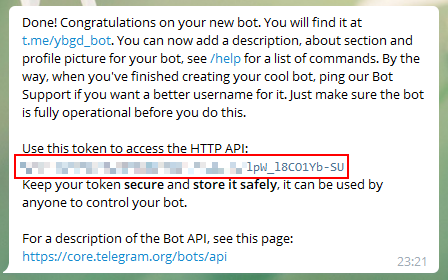 Done! Congratulations on your new bot. You will find it at
t.me/ybgd_bot. You can now add a description, about section and
profile picture for your bot, see /help for a list of commands. By the
way, when you've finished creating your cool bot, ping our Bot
Support if you want a better username for it. Just make sure the bot
is fully operational before you do this.
Use this token to access the HTTP API:
lpW_l8CO1Yb-SU
Keep your token secure and store it safely, it can be used by
anyone to control your bot.
For a description of the Bot API, see this page:
https://core.telegram.org/bots/api
23:21